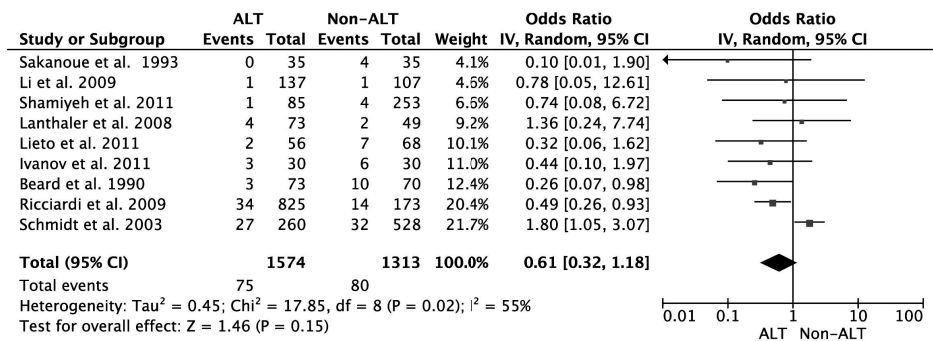 ALT Non-ALT Odds Ratio Odds Ratio
Study or Subgroup Events Total Events Total Weight IV, Random, 95% CI IV, Random, 95% CI
Sakanoue et al. 1993 0 35 4 35 4.1% 0.10 [0.01, 1.90]
Li et al. 2009 1 137 1 107 4.6% 0.78 [0.05, 12.61]
Shamiyeh et al. 2011 1 85 4 253 6.6% 0.74 [0.08, 6.72]
Lanthaler et al. 2008 4 73 2 49 9.2% 1.36 [0.24, 7.74]
Lieto et al. 2011 2 56 7 68 10.1% 0.32 [0.06, 1.62]
Ivanov et al. 2011 3 30 6 30 11.0% 0.44 [0.10, 1.97]
Beard et al. 1990 3 73 10 70 12.4% 0.26 [0.07, 0.98]
Ricciardi et al. 2009 34 825 14 173 20.4% 0.49 [0.26, 0.93]
Schmidt et al. 2003 27 260 32 528 21.7% 1.80 [1.05, 3.07]
Total (95% CI) 1574 1313 100.0% 0.61 [0.32, 1.18]
Total events 75 80
Heterogeneity: Tau² = 0.45; Chi² = 17.85, df = 8 (P = 0.02); I² = 55%
Test for overall effect: Z = 1.46 (P = 0.15)
0.01 0.1 1 10 100
ALT Non-ALT